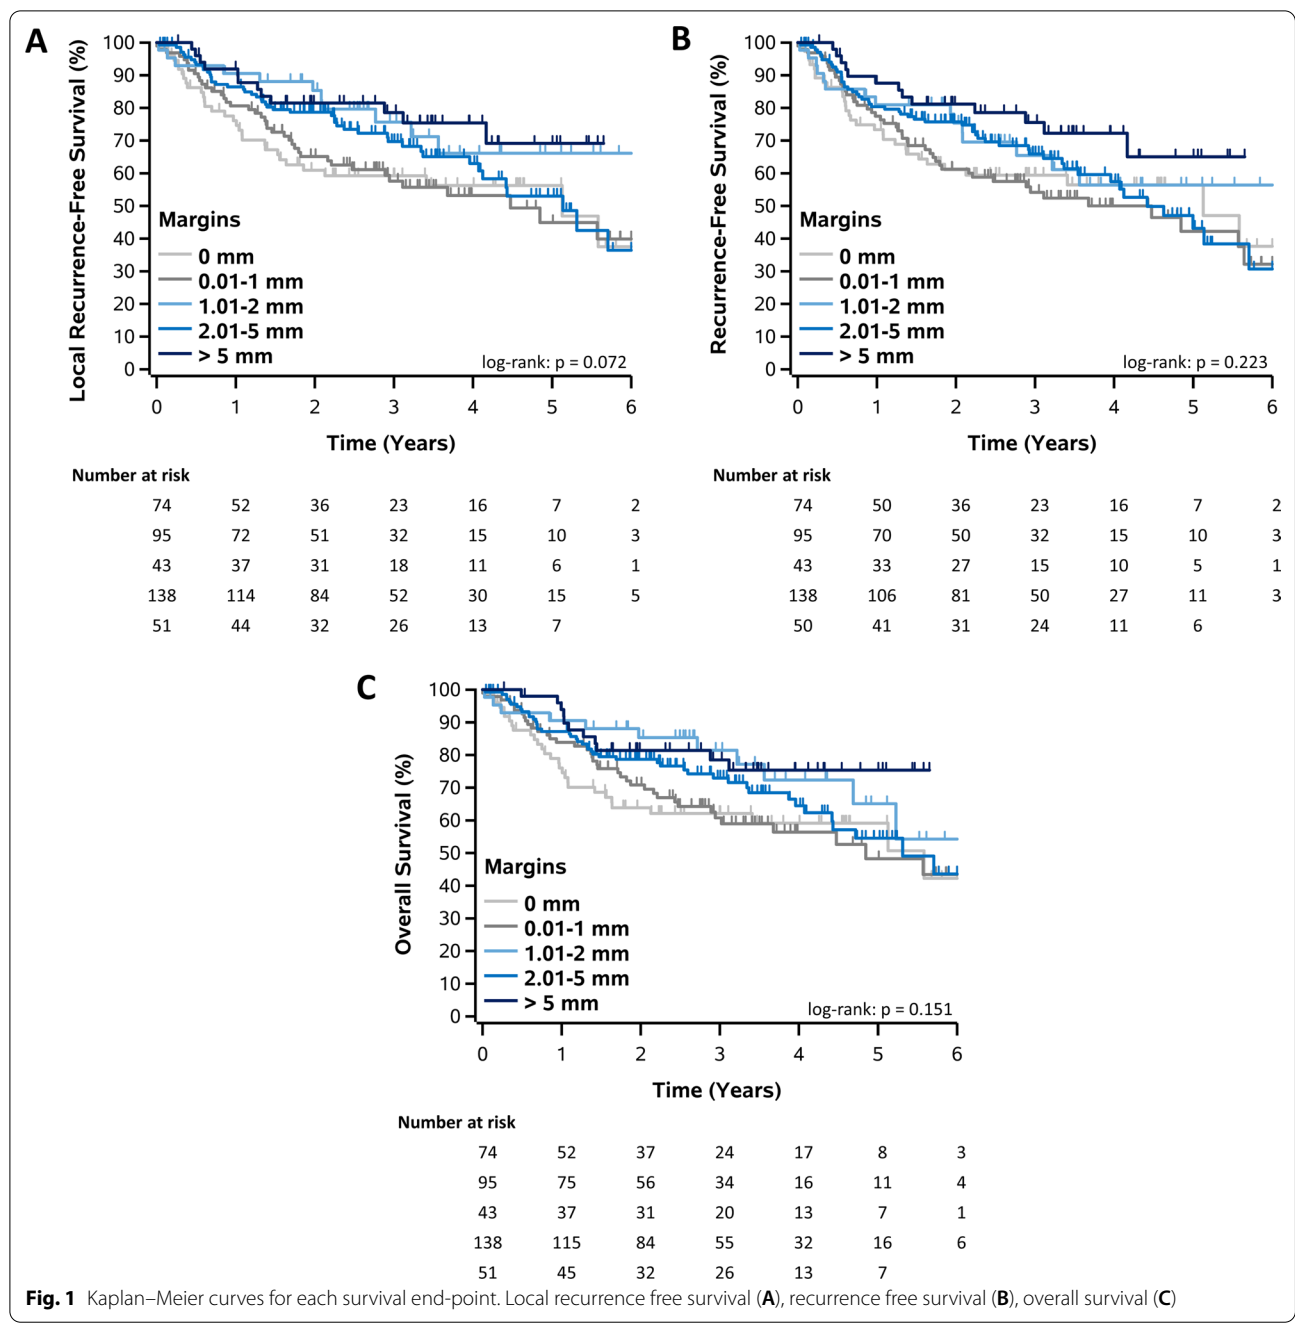 A
Local Recurrence-Free Survival (%)
100
90
80
70
60
50
40
30
20
10
0
Margins
0 mm
0.01-1 mm
1.01-2 mm
2.01-5 mm
> 5 mm
log-rank: p = 0.072
0 1 2 3 4 5 6
Time (Years)
Number at risk
74 52 36 23 16 7 2
95 72 51 32 15 10 3
43 37 31 18 11 6 1
138 114 84 52 30 15 5
51 44 32 26 13 7
B
Recurrence-Free Survival (%)
100
90
80
70
60
50
40
30
20
10
0
Margins
0 mm
0.01-1 mm
1.01-2 mm
2.01-5 mm
> 5 mm
log-rank: p = 0.223
0 1 2 3 4 5 6
Time (Years)
Number at risk
74 50 36 23 16 7 2
95 70 50 32 15 10 3
43 33 27 15 10 5 1
138 106 81 50 27 11 3
50 41 31 24 11 6
C
Overall Survival (%)
100
90
80
70
60
50
40
30
20
10
0
Margins
0 mm
0.01-1 mm
1.01-2 mm
2.01-5 mm
> 5 mm
log-rank: p = 0.151
0 1 2 3 4 5 6
Time (Years)
Number at risk
74 52 37 24 17 8 3
95 75 56 34 16 11 4
43 37 31 20 13 7 1
138 115 84 55 32 16 6
51 45 32 26 13 7
Fig. 1 Kaplan–Meier curves for each survival end-point. Local recurrence free survival (A), recurrence free survival (B), overall survival (C)